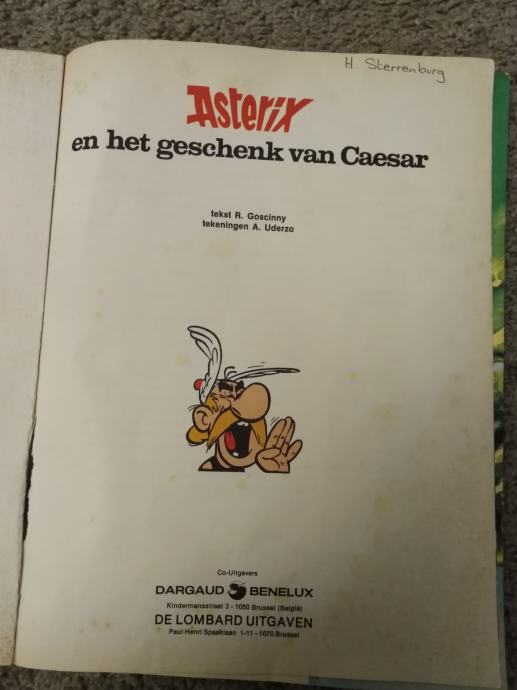 H Sterrenburg
Asterix
en het geschenk van Caesar
tekst R. Goscinny
tekeningen A. Uderzo
Co-Uitgevers
DARGAUD BENELUX
Kindermansstraat 3 - 1050 Brussel (België)
DE LOMBARD UITGAVEN
Paul Henri Spaaklaan 1-11 - 1070 Brussel